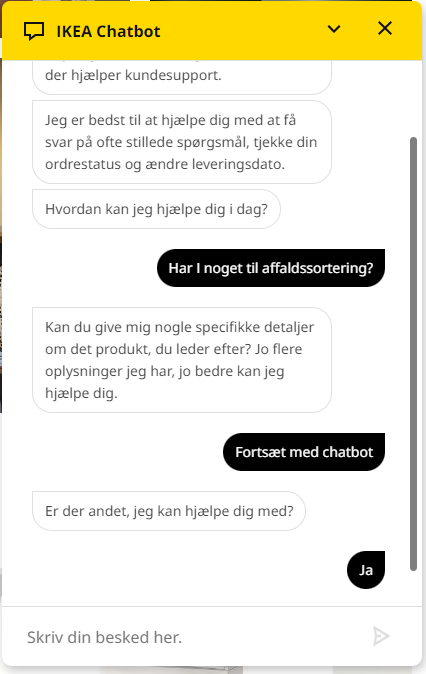 IKEA Chatbot
der hjælper kundesupport.
Jeg er bedst til at hjælpe dig med at få
svar på ofte stillede spørgsmål, tjekke din
ordrestatus og ændre leveringsdato.
Hvordan kan jeg hjælpe dig i dag?
Har I noget til affaldssortering?
Kan du give mig nogle specifikke detaljer
om det produkt, du leder efter? Jo flere
oplysninger jeg har, jo bedre kan jeg
hjælpe dig.
Fortsæt med chatbot
Er der andet, jeg kan hjælpe dig med?
Ja
Skriv din besked her.